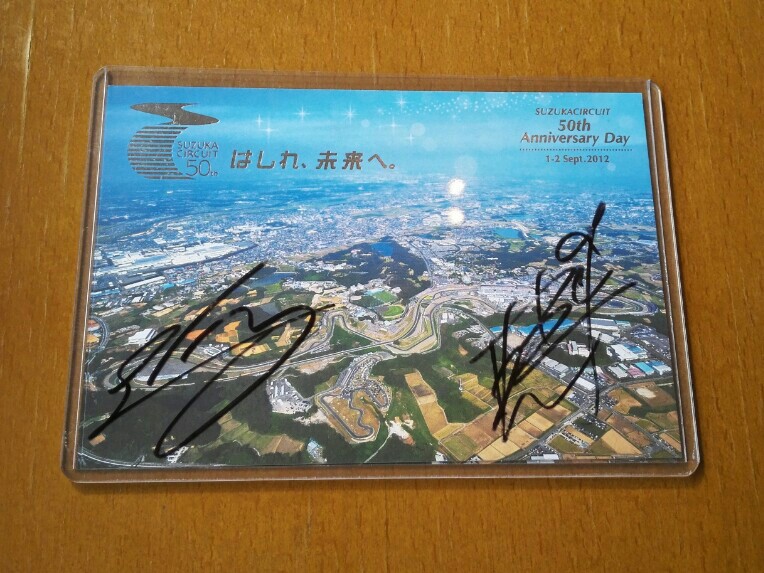 SUZUKA
CIRCUIT
50th
はしれ、未来へ。
SUZUKACIRCUIT
50th
Anniversary Day
1-2 Sept.2012